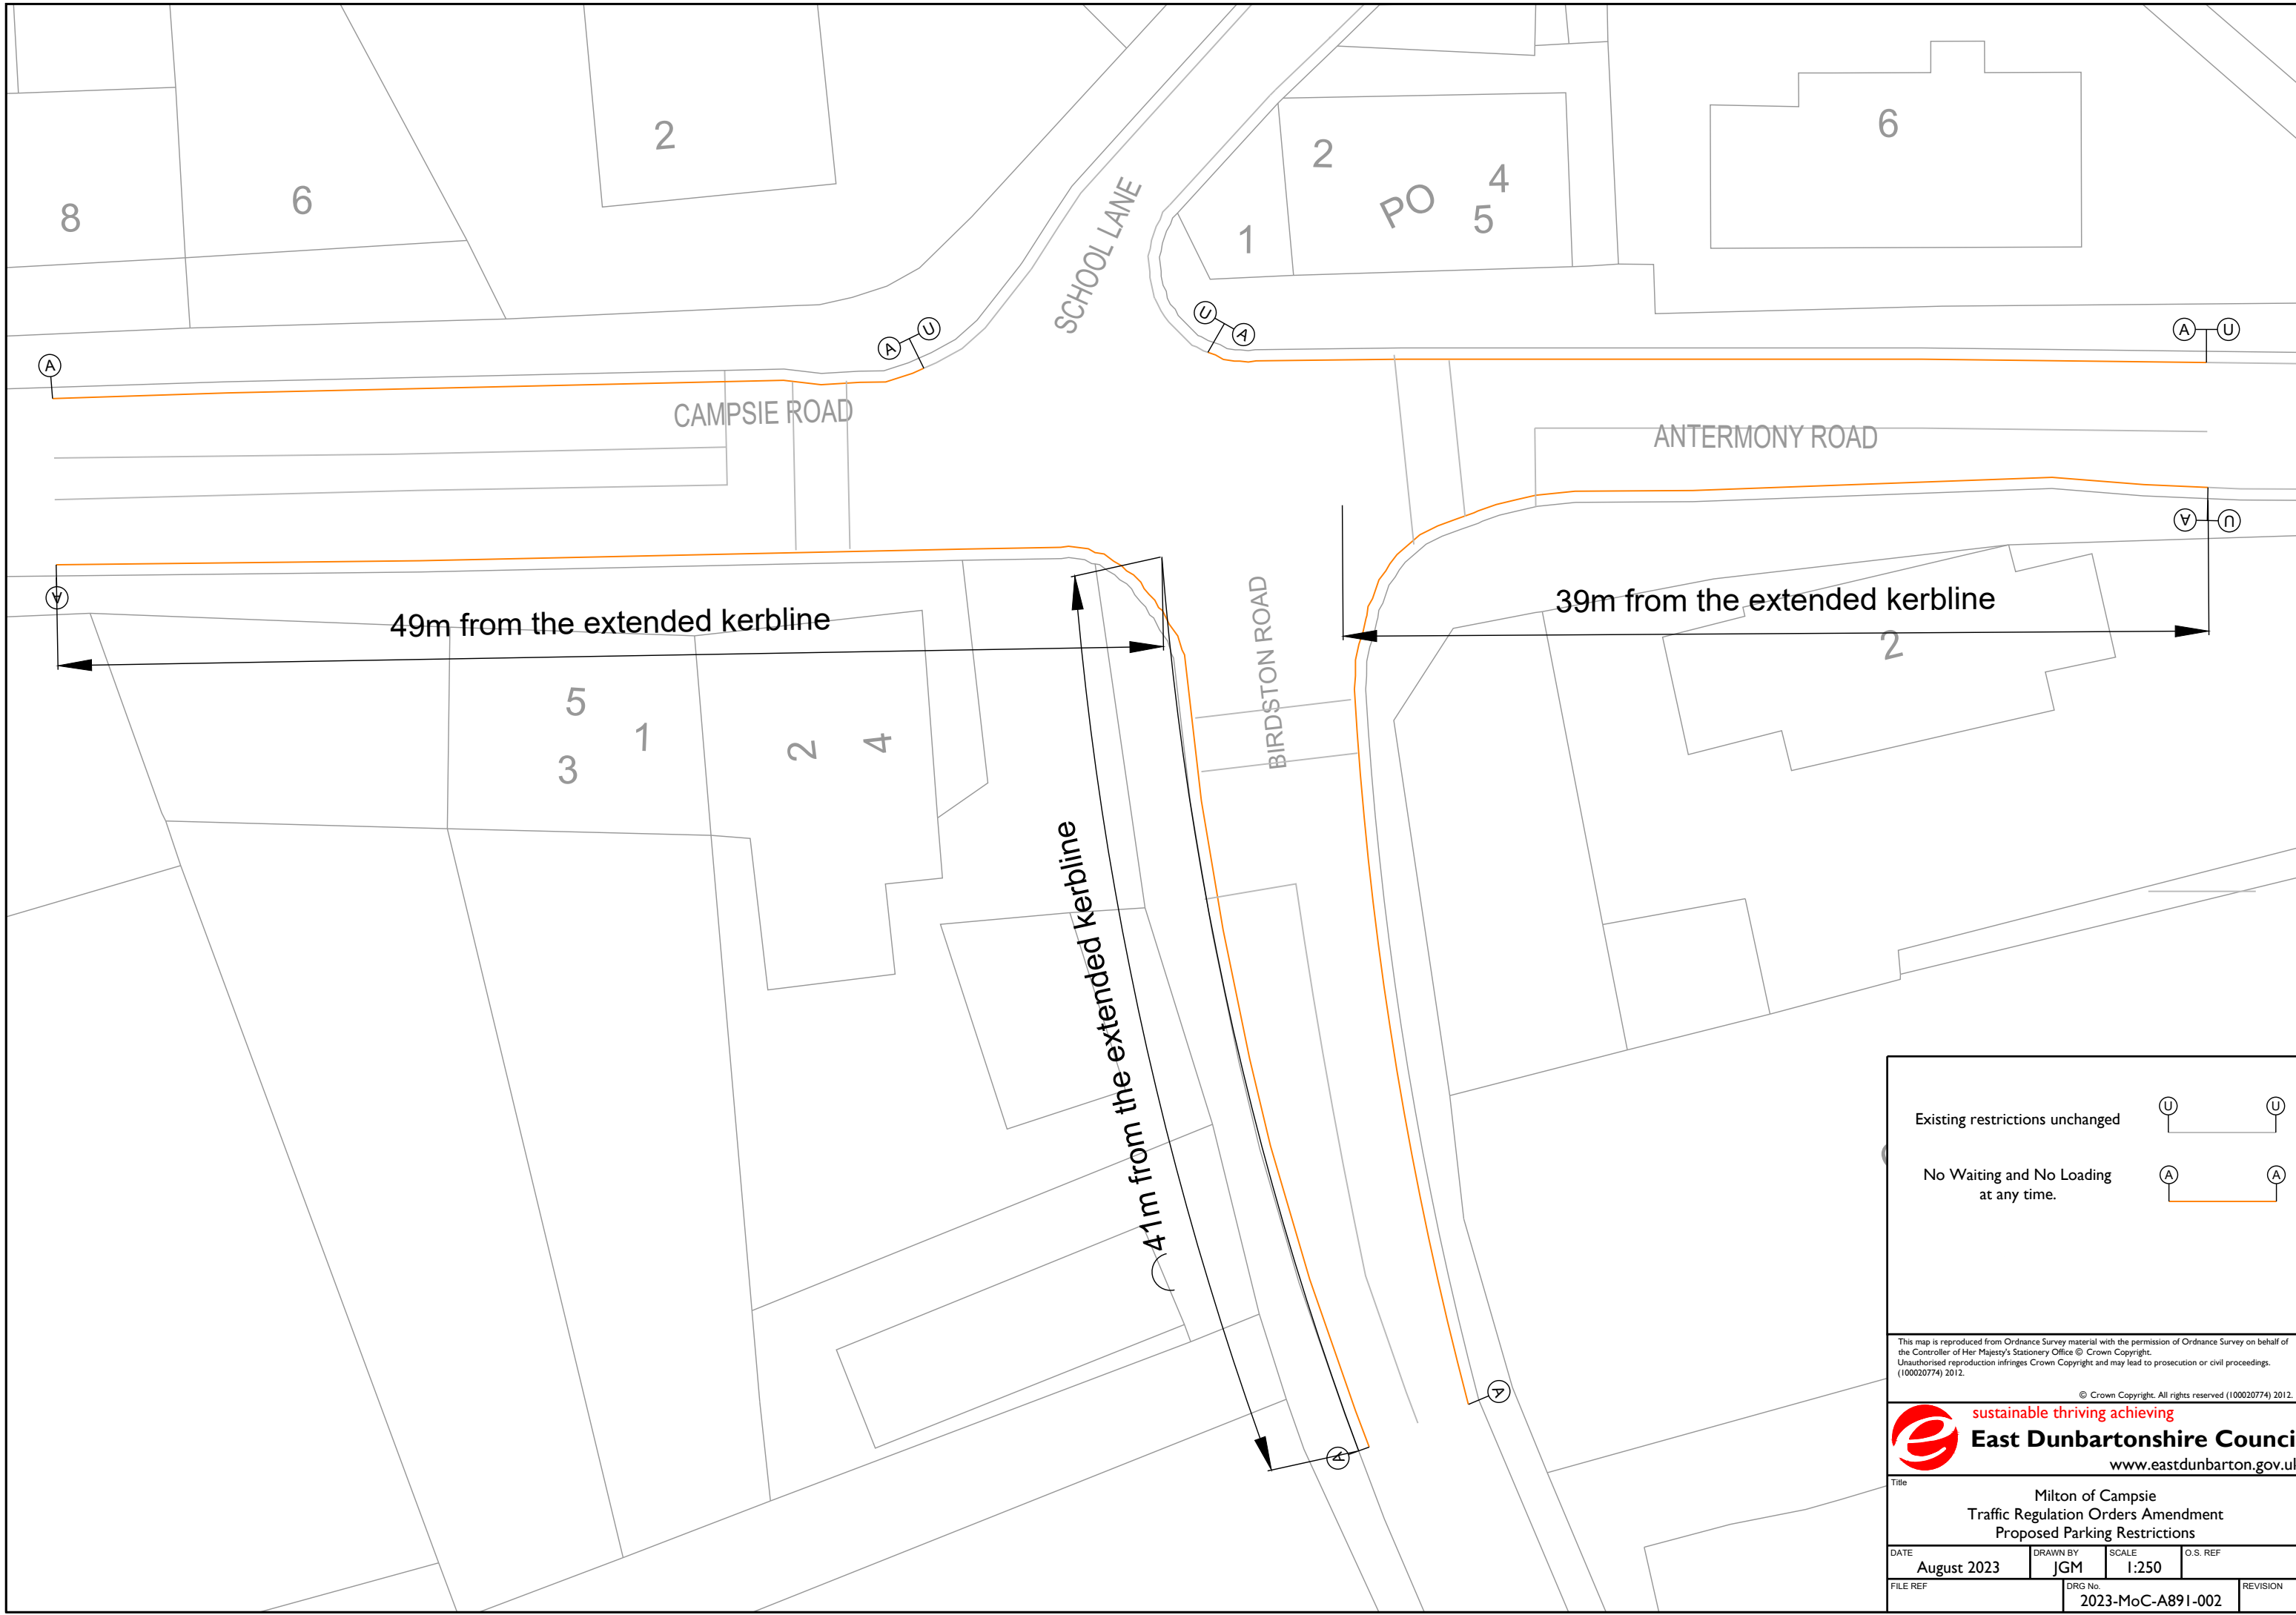 2
6
8
6
2
4
PO
5
1
SCHOOL LANE
U
A
A
U
U
A
A
U
A
CAMPSIE ROAD
ANTERMONY ROAD
A
U
A
49m from the extended kerbline
39m from the extended kerbline
BIRDSTON ROAD
2
5
1
3
2
4
41m from the extended kerbline
A
A
Existing restrictions unchanged
U
U
No Waiting and No Loading
at any time.
A
A
This map is reproduced from Ordnance Survey material with the permission of Ordnance Survey on behalf of
the Controller of Her Majesty's Stationery Office © Crown Copyright.
Unauthorised reproduction infringes Crown Copyright and may lead to prosecution or civil proceedings.
(100020774) 2012.
© Crown Copyright. All rights reserved (100020774) 2012.
sustainable thriving achieving
East Dunbartonshire Counci
www.eastdunbarton.gov.u
Title
Milton of Campsie
Traffic Regulation Orders Amendment
Proposed Parking Restrictions
DATE
August 2023
DRAWN BY
JGM
SCALE
1:250
O.S. REF
FILE REF
DRG No.
2023-MoC-A891-002
REVISION